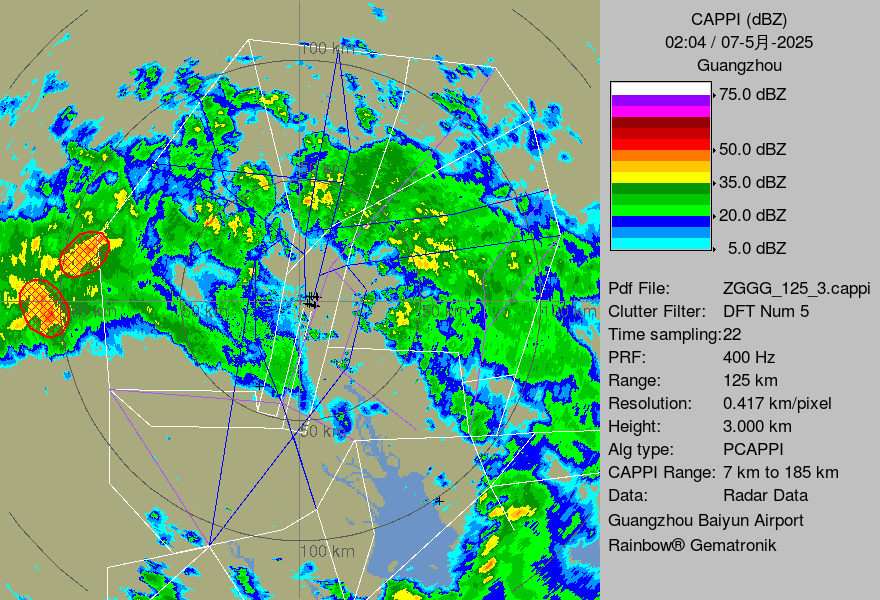 100 km
50 km
50 km
100 km
50 km
100 km
CAPPI (dBZ)
02:04 / 07-5月-2025
Guangzhou
75.0 dBZ
50.0 dBZ
35.0 dBZ
20.0 dBZ
5.0 dBZ
Pdf File: ZGGG_125_3.cappi
Clutter Filter: DFT Num 5
Time sampling:22
PRF: 400 Hz
Range: 125 km
Resolution: 0.417 km/pixel
Height: 3.000 km
Alg type: PCAPPI
CAPPI Range: 7 km to 185 km
Data: Radar Data
Guangzhou Baiyun Airport
Rainbow® Gematronik